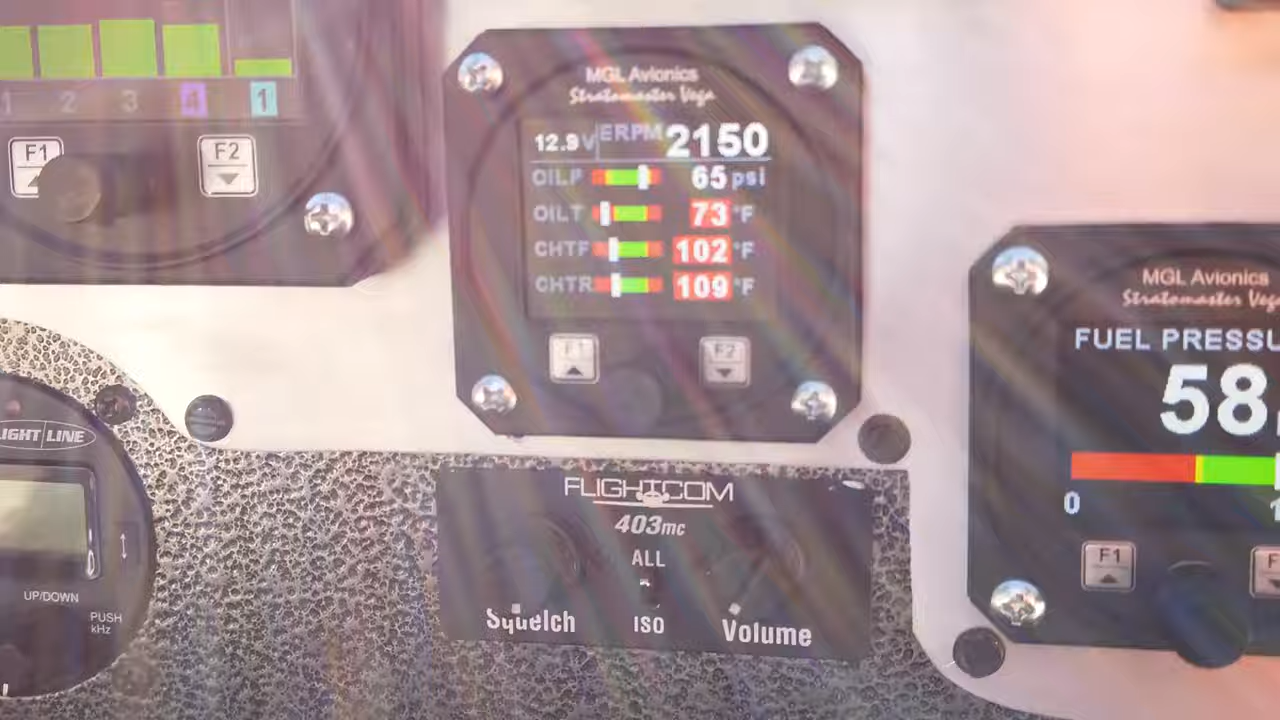 1 2 3 4 1
F1 F2
MGL Avionics
Stratomaster Vega
12.9V ERPM 2150
OILP 65 psi
OILT 73 °F
CHTF 102 °F
CHTR 109 °F
F1 F2
MGL Avionics
Stratomaster Vega
FUEL PRESSU
58
0 1
F1 F
LIGHT LINE
UP/DOWN
PUSH
kHz
FLIGHTCOM
403mc
ALL
Squelch ISO Volume